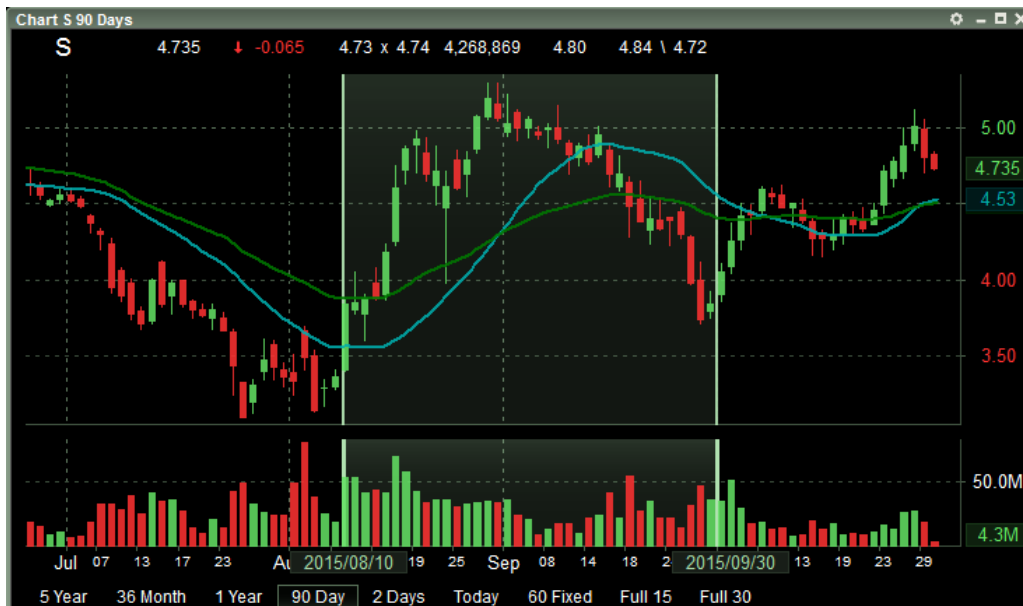 Chart S 90 Days
S 4.735 -0.065 4.73 x 4.74 4,268,869 4.80 4.84 \ 4.72
5.00
4.735
4.53
4.00
3.50
50.0M
4.3M
Jul 07 13 17 23 Au 2015/08/10 19 25 Sep 08 14 18 2 2015/09/30 13 19 23 29
5 Year 36 Month 1 Year 90 Day 2 Days Today 60 Fixed Full 15 Full 30